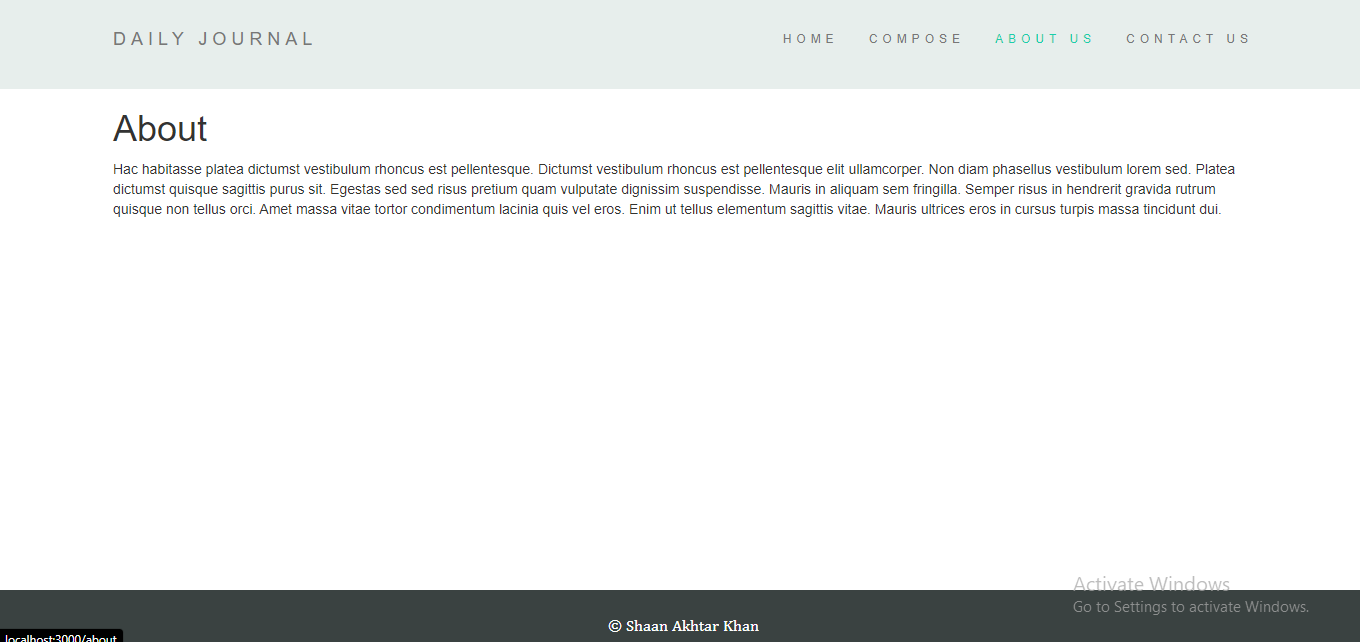 DAILY JOURNAL
HOME COMPOSE ABOUT US CONTACT US
About
Hac habitasse platea dictumst vestibulum rhoncus est pellentesque. Dictumst vestibulum rhoncus est pellentesque elit ullamcorper. Non diam phasellus vestibulum lorem sed. Platea
dictumst quisque sagittis purus sit. Egestas sed sed risus pretium quam vulputate dignissim suspendisse. Mauris in aliquam sem fringilla. Semper risus in hendrerit gravida rutrum
quisque non tellus orci. Amet massa vitae tortor condimentum lacinia quis vel eros. Enim ut tellus elementum sagittis vitae. Mauris ultrices eros in cursus turpis massa tincidunt dui.
Activate Windows
Go to Settings to activate Windows.
© Shaan Akhtar Khan
localhost:3000/about